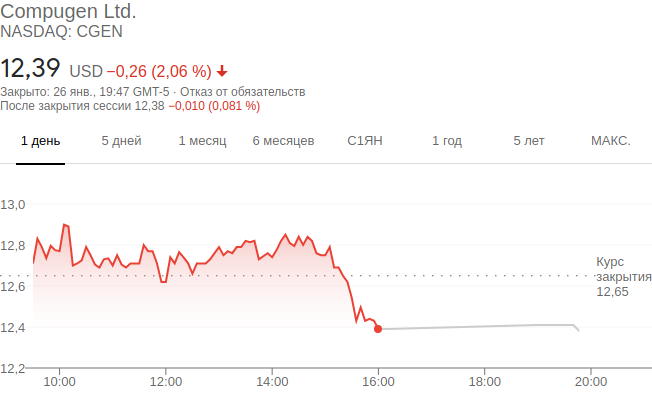 Compugen Ltd.
NASDAQ: CGEN
12,39 USD −0,26 (2,06 %)
Закрыто: 26 янв., 19:47 GMT-5 · Отказ от обязательств
После закрытия сессии 12,38 −0,010 (0,081 %)
1 день 5 дней 1 месяц 6 месяцев С1ЯН 1 год 5 лет МАКС.
13,0
12,8
Курс
закрытия
12,65
12,6
12,4
12,2
10:00 12:00 14:00 16:00 18:00 20:00